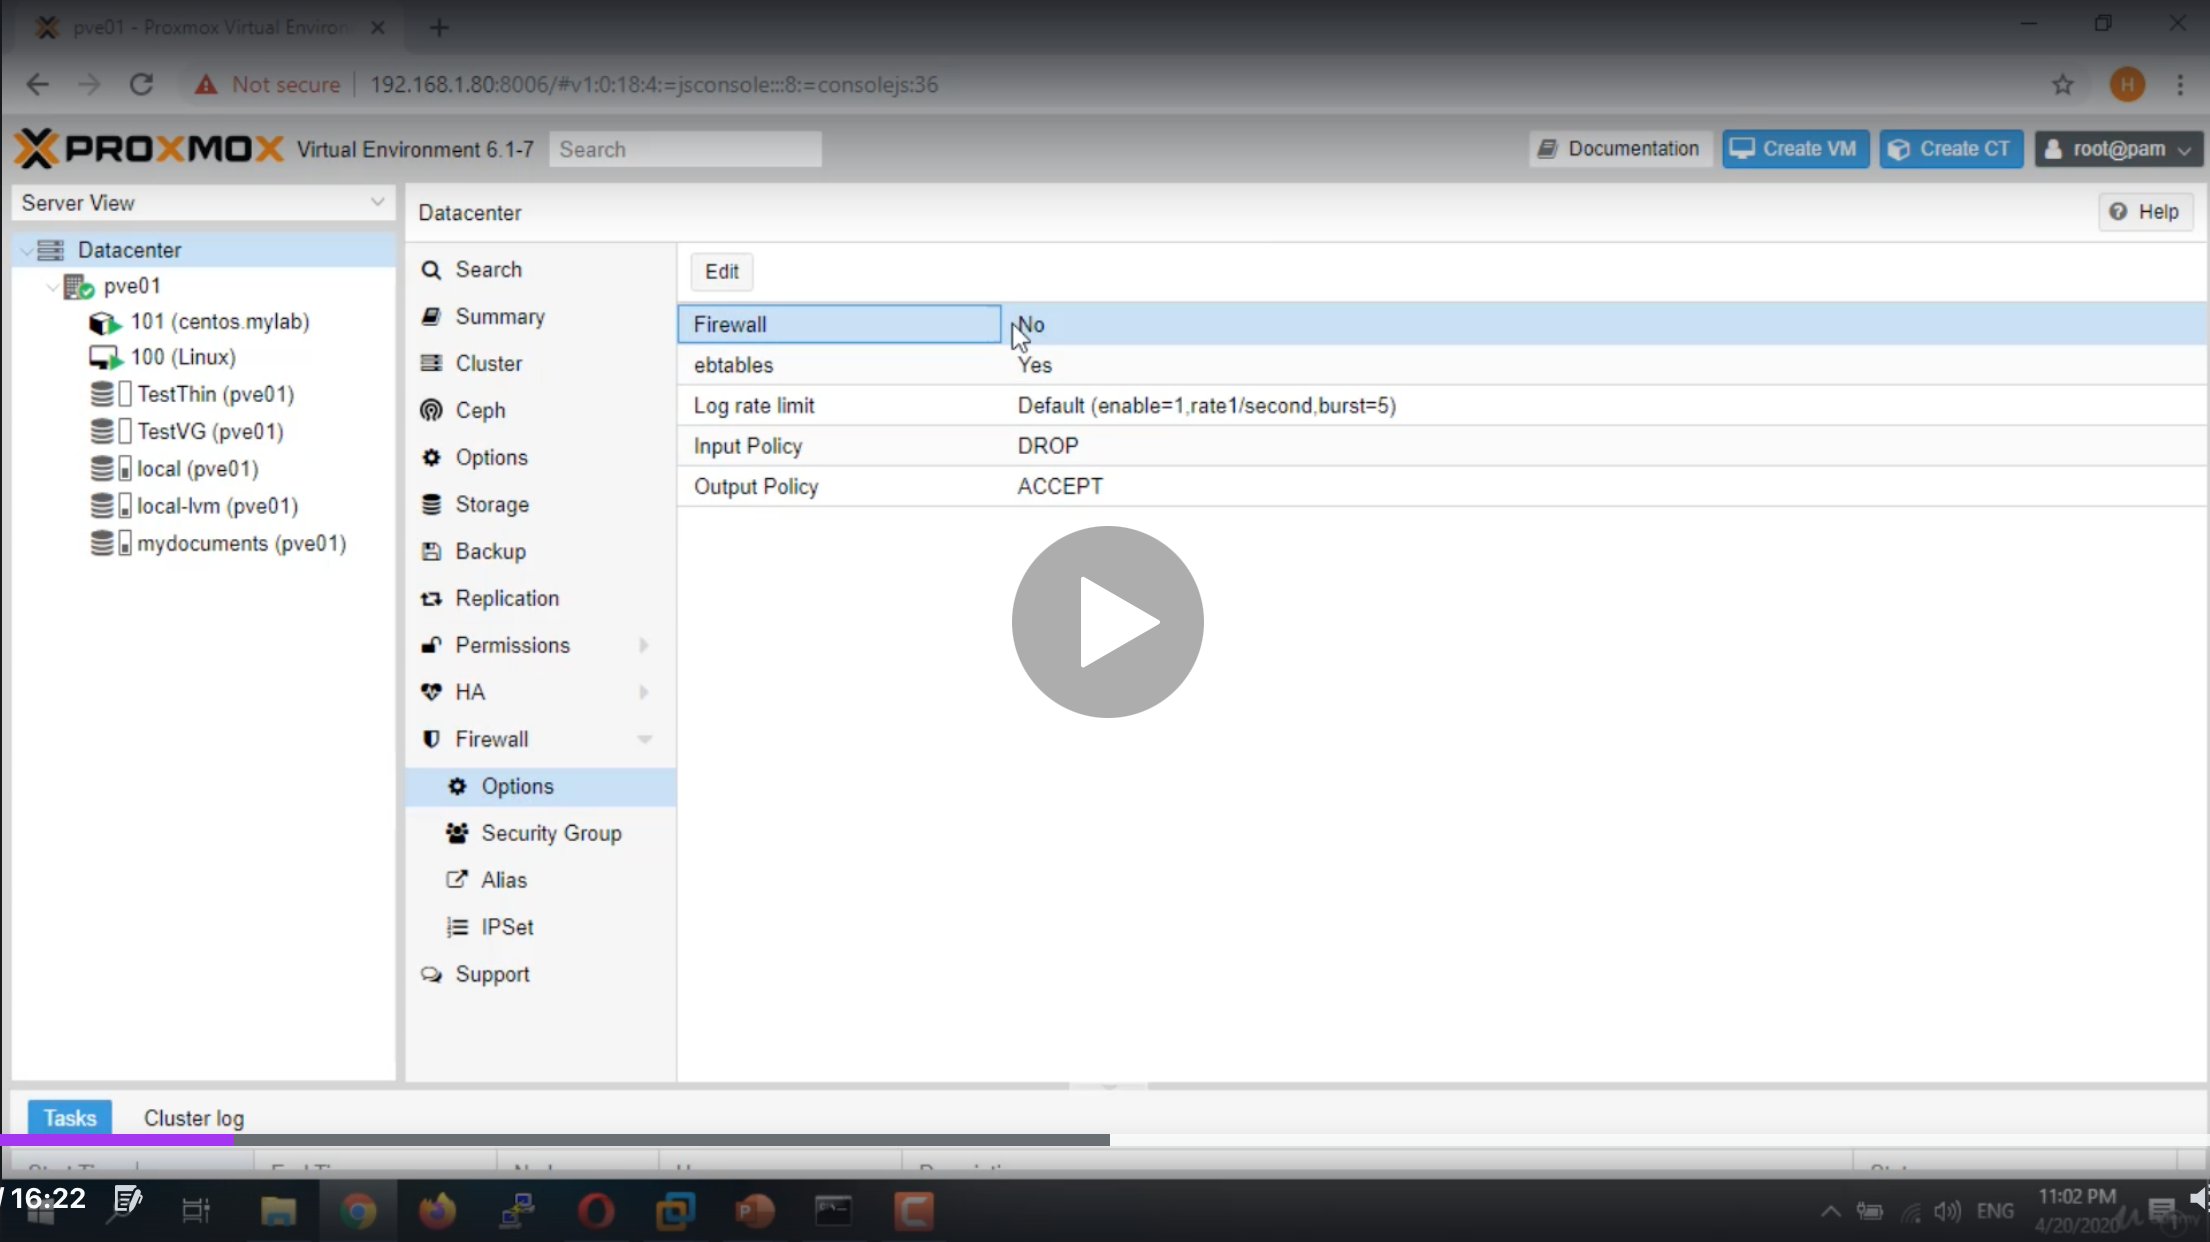 pve01 - Proxmox Virtual Environ
Not secure
192.168.1.80:8006/#v1:0:18:4:=jsconsole:::8:=consolejs:36
H
PROXMOX
Virtual Environment 6.1-7
Search
Documentation
Create VM
Create CT
root@pam
Server View
Datacenter
Help
Datacenter
pve01
101 (centos.mylab)
100 (Linux)
TestThin (pve01)
TestVG (pve01)
local (pve01)
local-lvm (pve01)
mydocuments (pve01)
Search
Summary
Cluster
Ceph
Options
Storage
Backup
Replication
Permissions
HA
Firewall
Options
Security Group
Alias
IPSet
Support
Edit
Firewall No
ebtables Yes
Log rate limit Default (enable=1,rate1/second,burst=5)
Input Policy DROP
Output Policy ACCEPT
Tasks
Cluster log
/ 16:22
ENG
11:02 PM
4/20/2020